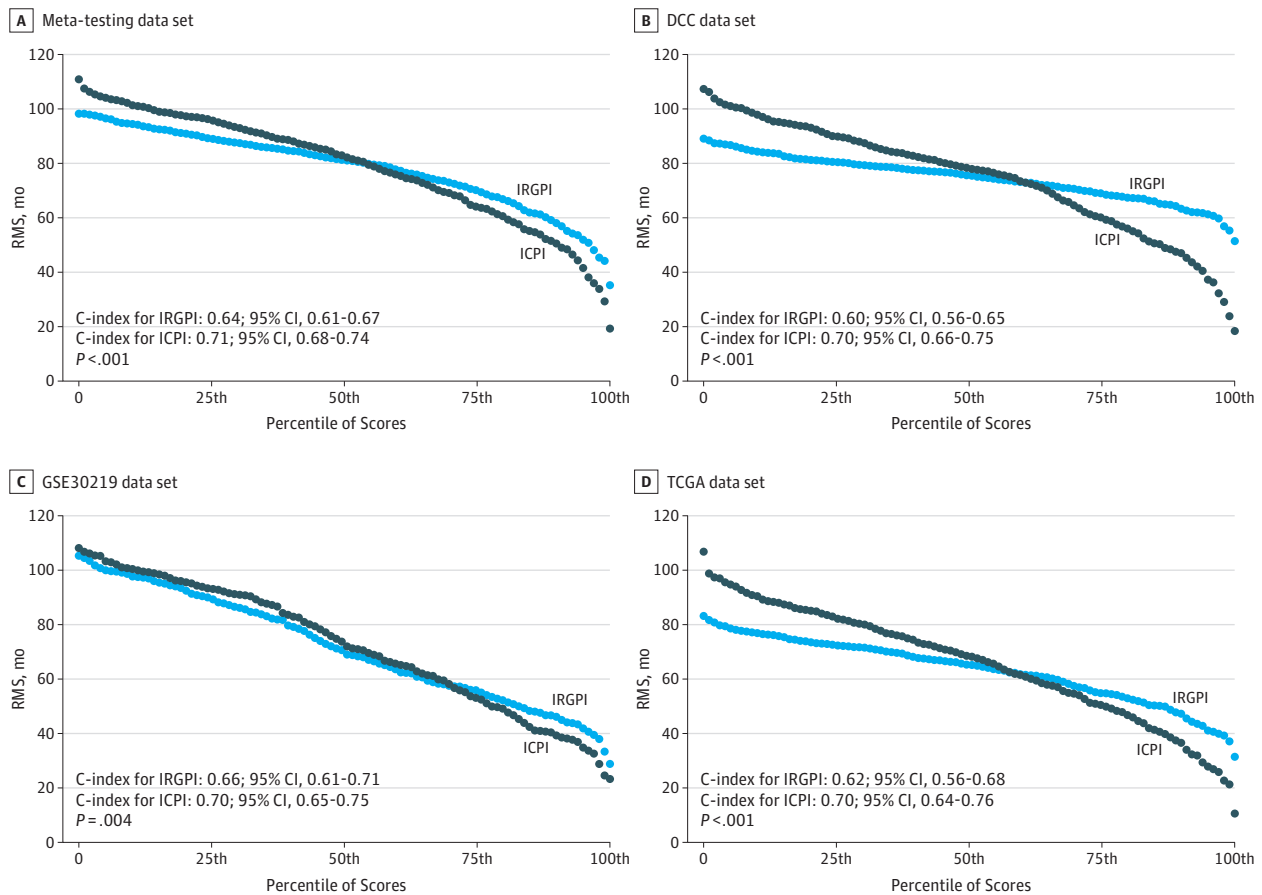 A Meta-testing data set
120
100
80
60
40
20
0
RMS, mo
IRGPI
ICPI
C-index for IRGPI: 0.64; 95% CI, 0.61-0.67
C-index for ICPI: 0.71; 95% CI, 0.68-0.74
P <.001
0 25th 50th 75th 100th
Percentile of Scores
B DCC data set
120
100
80
60
40
20
0
RMS, mo
IRGPI
ICPI
C-index for IRGPI: 0.60; 95% CI, 0.56-0.65
C-index for ICPI: 0.70; 95% CI, 0.66-0.75
P <.001
0 25th 50th 75th 100th
Percentile of Scores
C GSE30219 data set
120
100
80
60
40
20
0
RMS, mo
IRGPI
ICPI
C-index for IRGPI: 0.66; 95% CI, 0.61-0.71
C-index for ICPI: 0.70; 95% CI, 0.65-0.75
P = .004
0 25th 50th 75th 100th
Percentile of Scores
D TCGA data set
120
100
80
60
40
20
0
RMS, mo
IRGPI
ICPI
C-index for IRGPI: 0.62; 95% CI, 0.56-0.68
C-index for ICPI: 0.70; 95% CI, 0.64-0.76
P <.001
0 25th 50th 75th 100th
Percentile of Scores